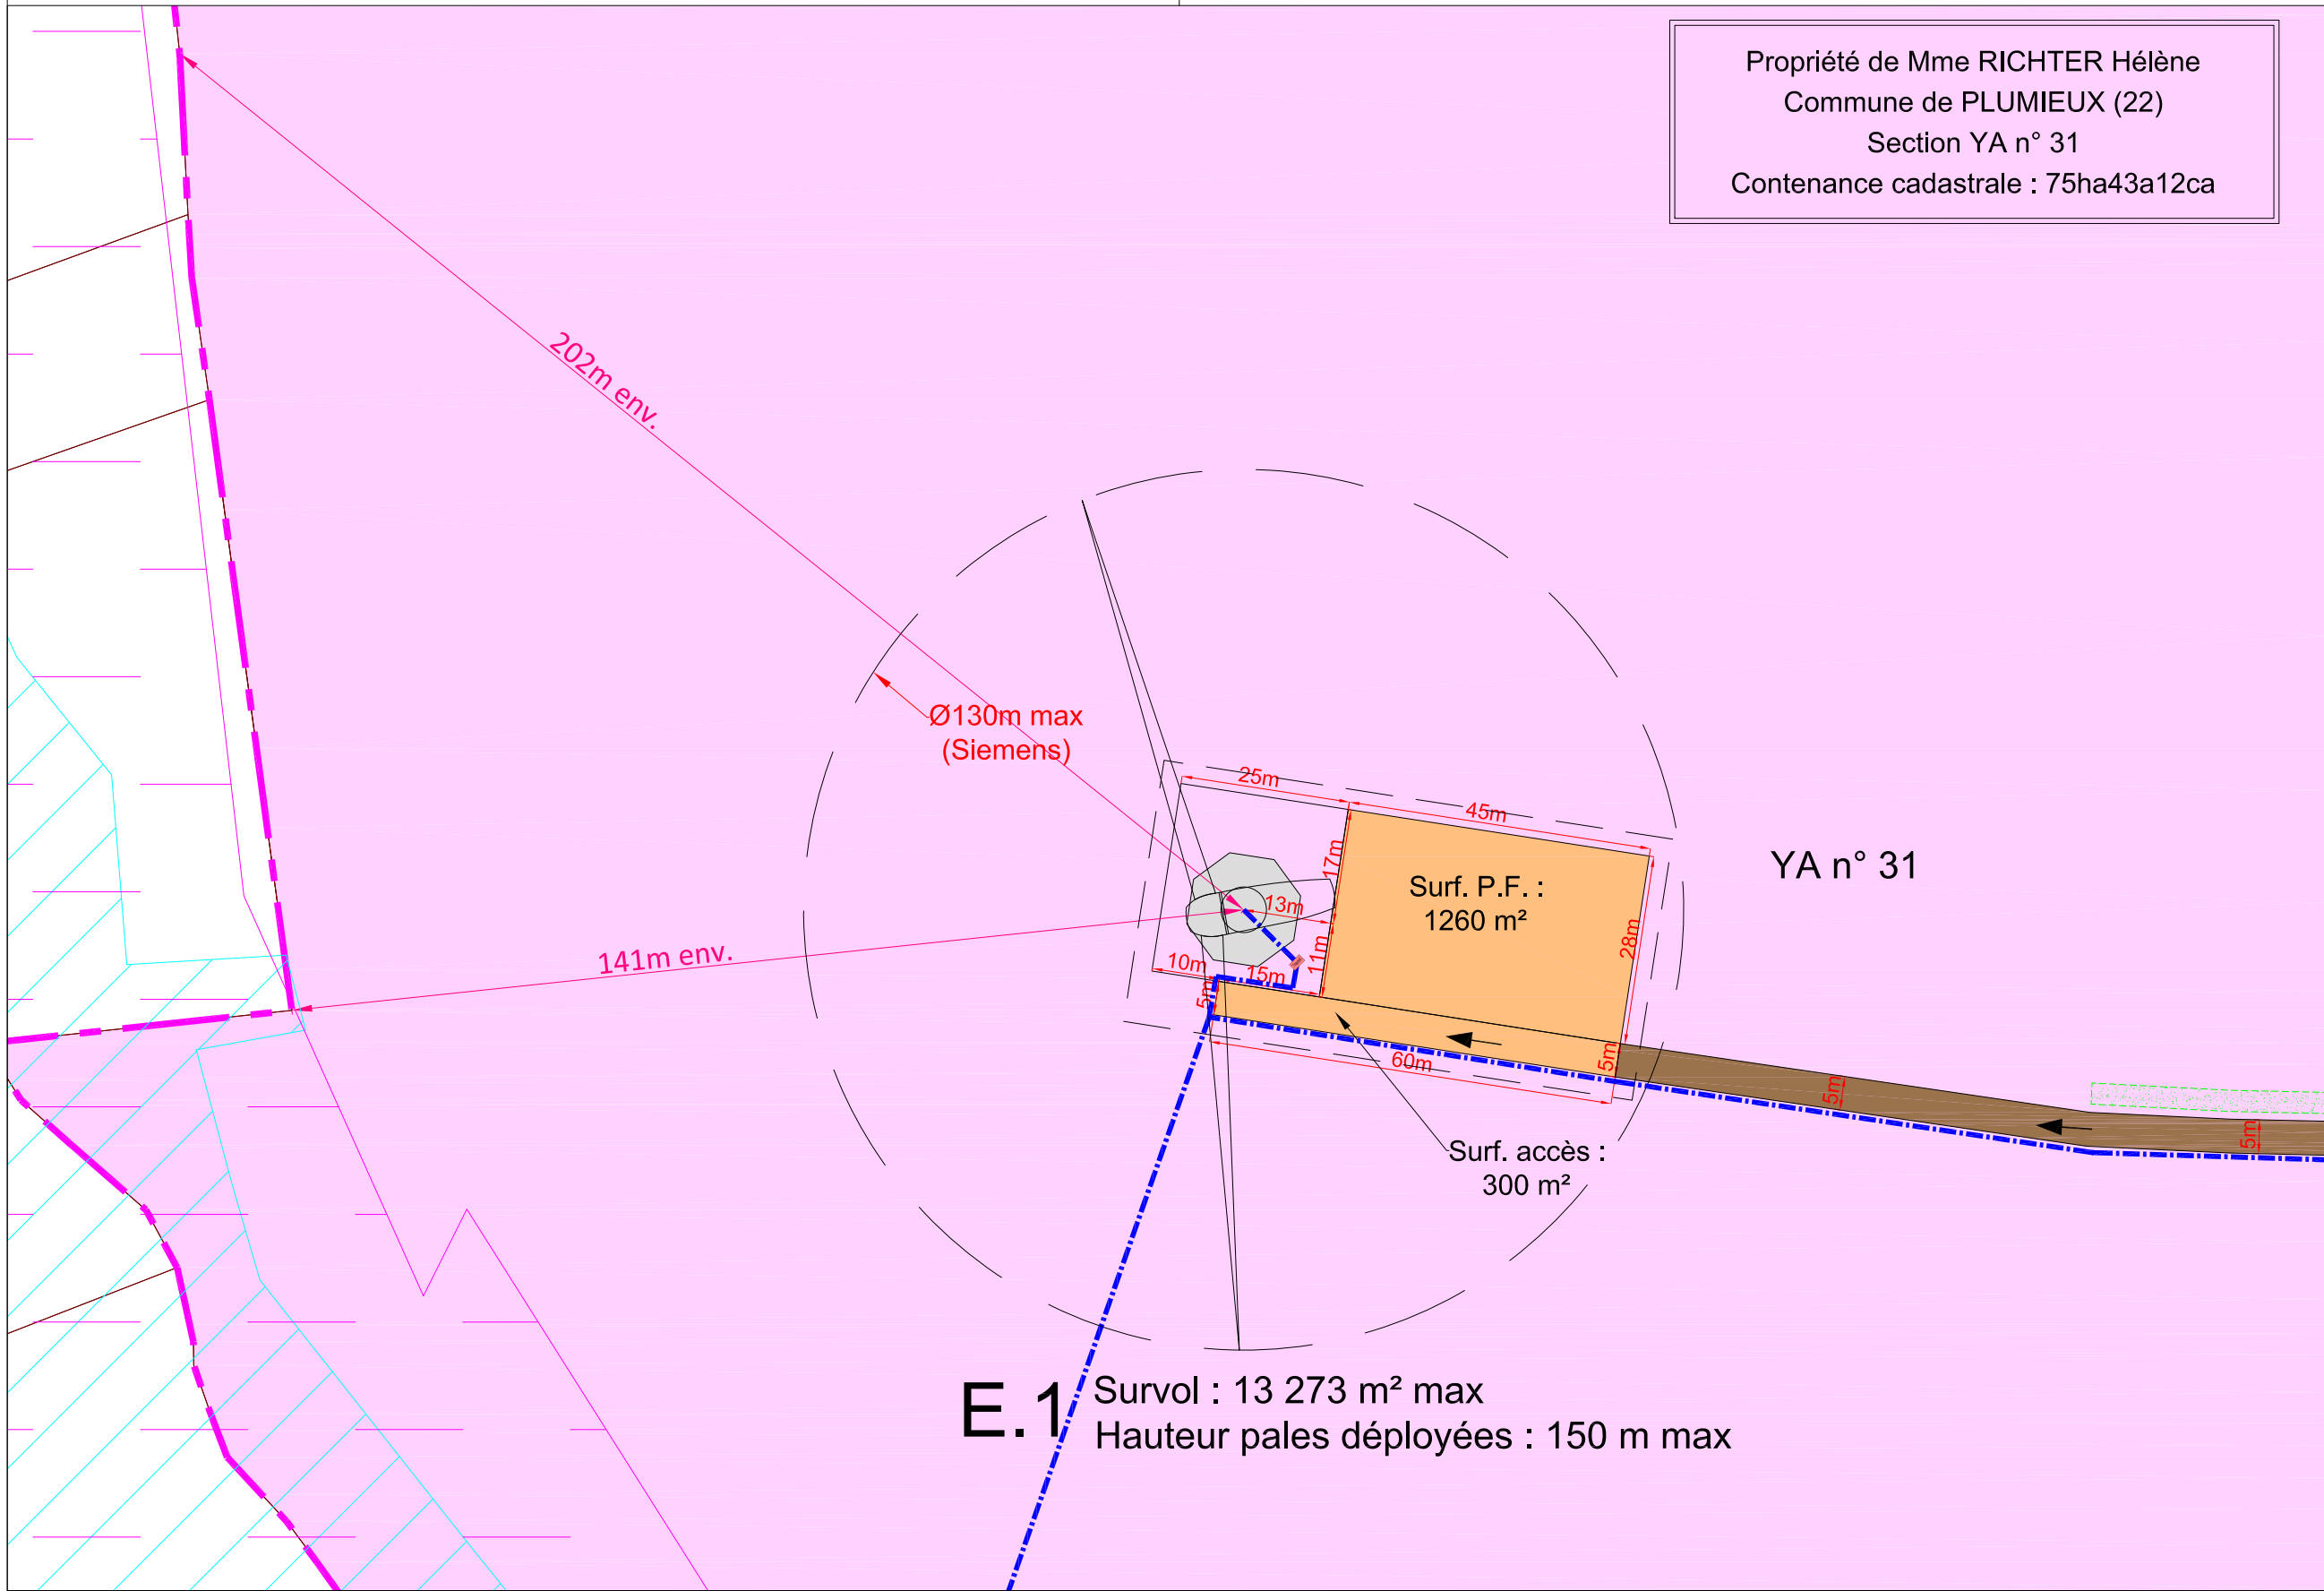 Propriété de Mme RICHTER Hélène
Commune de PLUMIEUX (22)
Section YA n° 31
Contenance cadastrale : 75ha43a12ca
202m env.
Ø130m max
(Siemens)
25m
45m
17m
YA n° 31
Surf. P.F. :
1260 m²
13m
28m
11m
141m env.
10m
15m
5m
60m
5m
5m
5m
Surf. accès :
300 m²
E.1
Survol : 13 273 m² max
Hauteur pales déployées : 150 m max